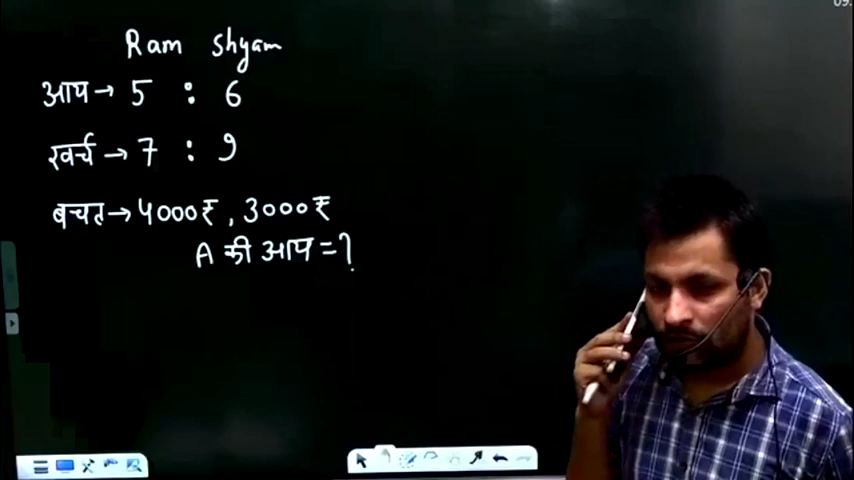 Ram Shyam
आय → 5 : 6
खर्च → 7 : 9
बचत → 4000₹, 3000₹
A की आय = ?